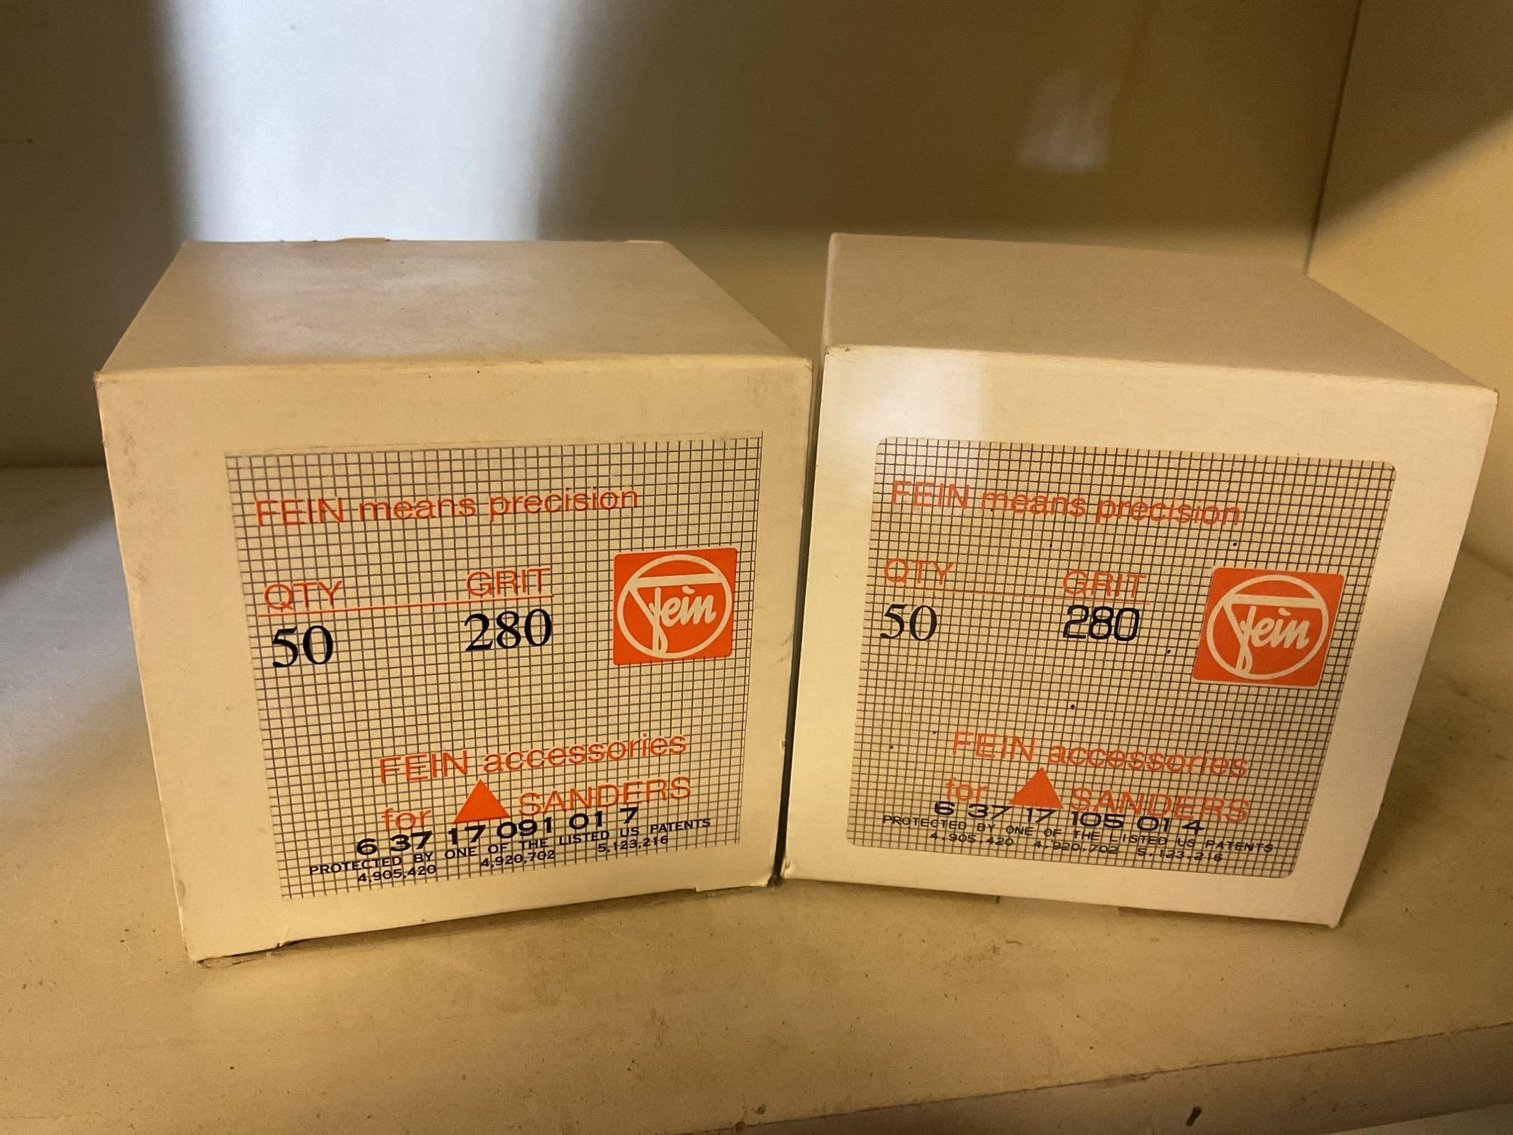 FEIN means precision
QTY GRIT
50 280
Fein
FEIN accessories
for SANDERS
6 37 17 091 01 7
PROTECTED BY ONE OF THE LISTED US PATENTS
4,905,420 4,920,702 5,123,216
FEIN means precision
QTY GRIT
50 280
Fein
FEIN accessories
for SANDERS
6 37 17 105 01 4
PROTECTED BY ONE OF THE LISTED US PATENTS
4,905,420 4,920,702 5,123,216